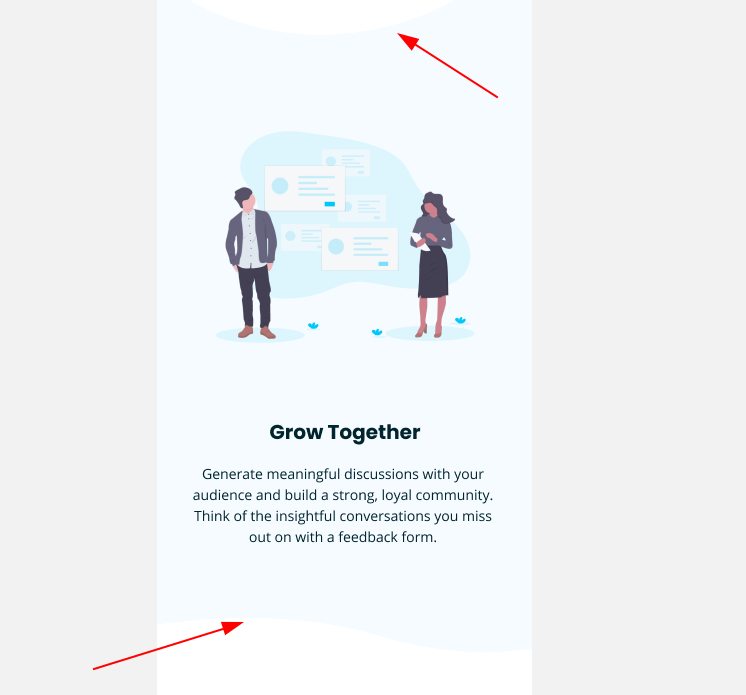 Grow Together
Generate meaningful discussions with your
audience and build a strong, loyal community.
Think of the insightful conversations you miss
out on with a feedback form.